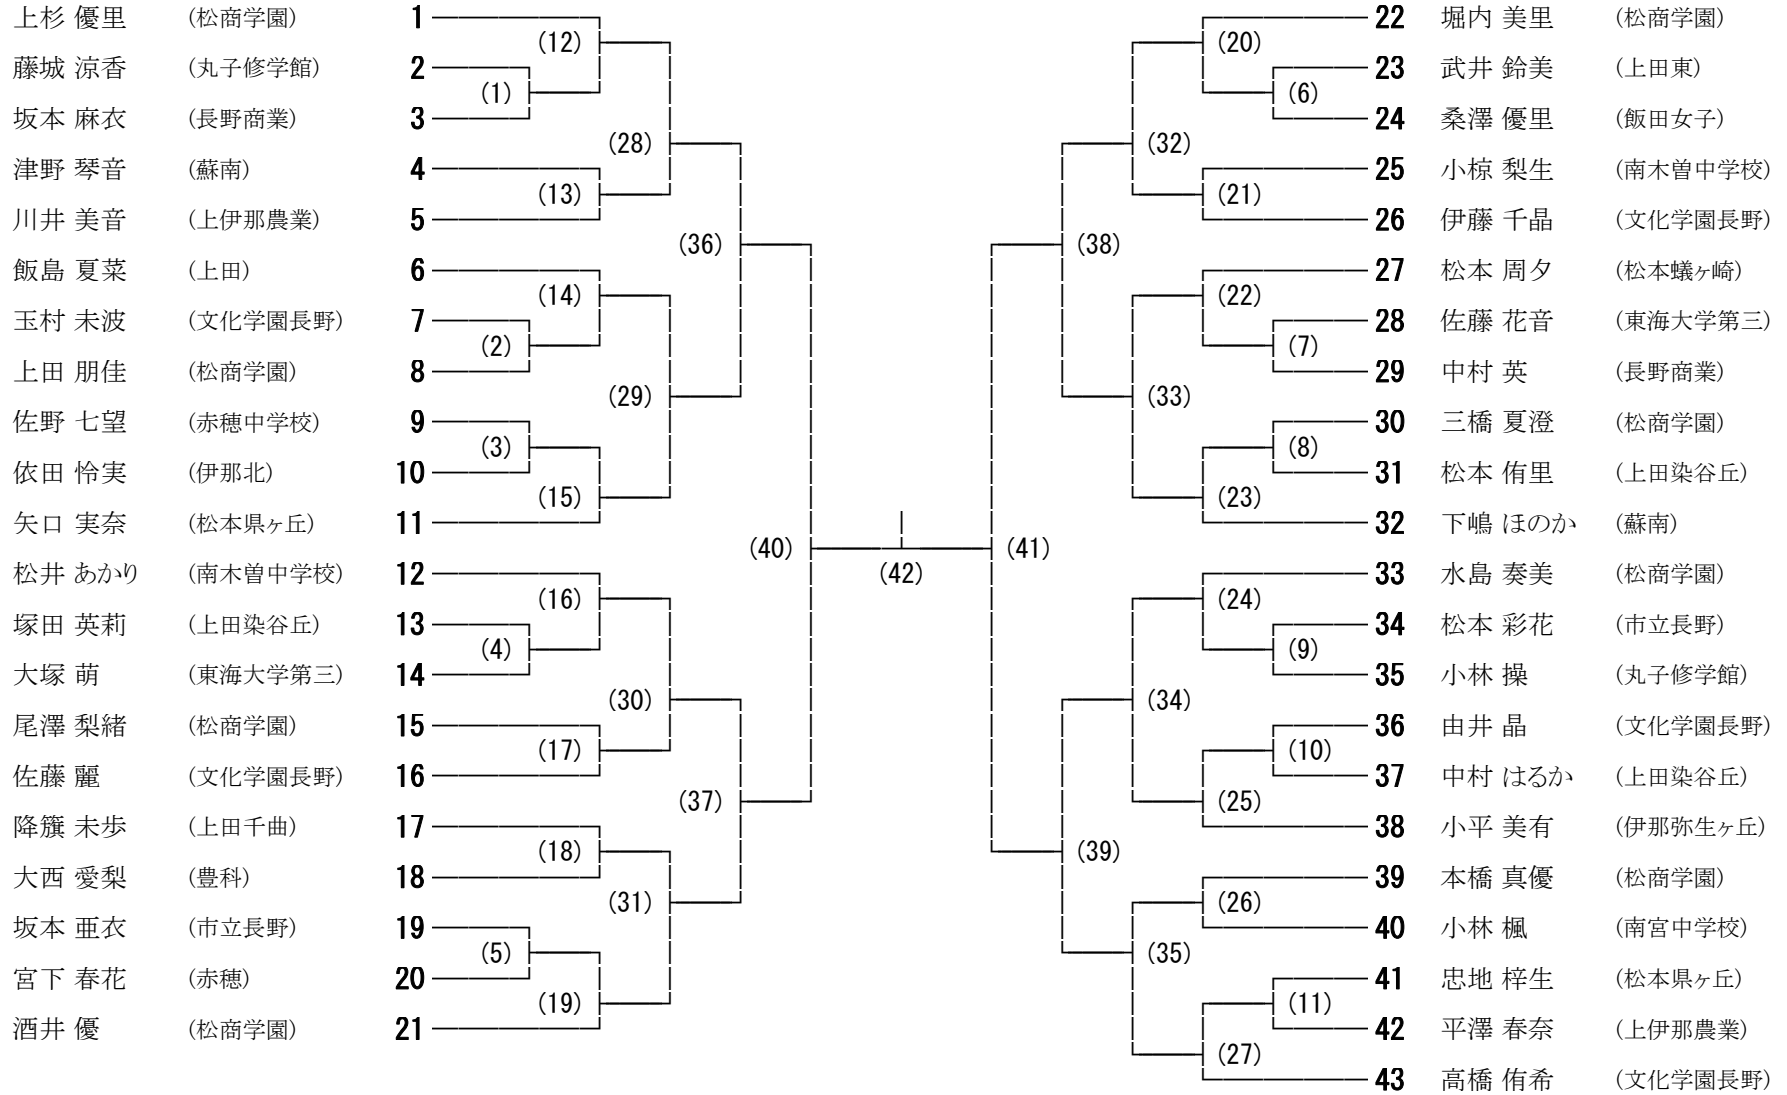 上杉 優里 (松商学園) 1
藤城 涼香 (丸子修学館) 2
坂本 麻衣 (長野商業) 3
津野 琴音 (蘇南) 4
川井 美音 (上伊那農業) 5
飯島 夏菜 (上田) 6
玉村 未波 (文化学園長野) 7
上田 朋佳 (松商学園) 8
佐野 七望 (赤穂中学校) 9
依田 怜実 (伊那北) 10
矢口 実奈 (松本県ヶ丘) 11
松井 あかり (南木曽中学校) 12
塚田 英莉 (上田染谷丘) 13
大塚 萌 (東海大学第三) 14
尾澤 梨緒 (松商学園) 15
佐藤 麗 (文化学園長野) 16
降籏 未歩 (上田千曲) 17
大西 愛梨 (豊科) 18
坂本 亜衣 (市立長野) 19
宮下 春花 (赤穂) 20
酒井 優 (松商学園) 21
(1)
(2)
(3)
(4)
(5)
(12)
(13)
(14)
(15)
(16)
(17)
(18)
(19)
(28)
(29)
(30)
(31)
(36)
(37)
(40)
(42)
(41)
(38)
(39)
(32)
(33)
(34)
(35)
(20)
(21)
(22)
(23)
(24)
(25)
(26)
(27)
(6)
(7)
(8)
(9)
(10)
(11)
22 堀内 美里 (松商学園)
23 武井 鈴美 (上田東)
24 桑澤 優里 (飯田女子)
25 小椋 梨生 (南木曽中学校)
26 伊藤 千晶 (文化学園長野)
27 松本 周夕 (松本蟻ヶ崎)
28 佐藤 花音 (東海大学第三)
29 中村 英 (長野商業)
30 三橋 夏澄 (松商学園)
31 松本 侑里 (上田染谷丘)
32 下嶋 ほのか (蘇南)
33 水島 奏美 (松商学園)
34 松本 彩花 (市立長野)
35 小林 操 (丸子修学館)
36 由井 晶 (文化学園長野)
37 中村 はるか (上田染谷丘)
38 小平 美有 (伊那弥生ヶ丘)
39 本橋 真優 (松商学園)
40 小林 楓 (南宮中学校)
41 忠地 梓生 (松本県ヶ丘)
42 平澤 春奈 (上伊那農業)
43 高橋 侑希 (文化学園長野)